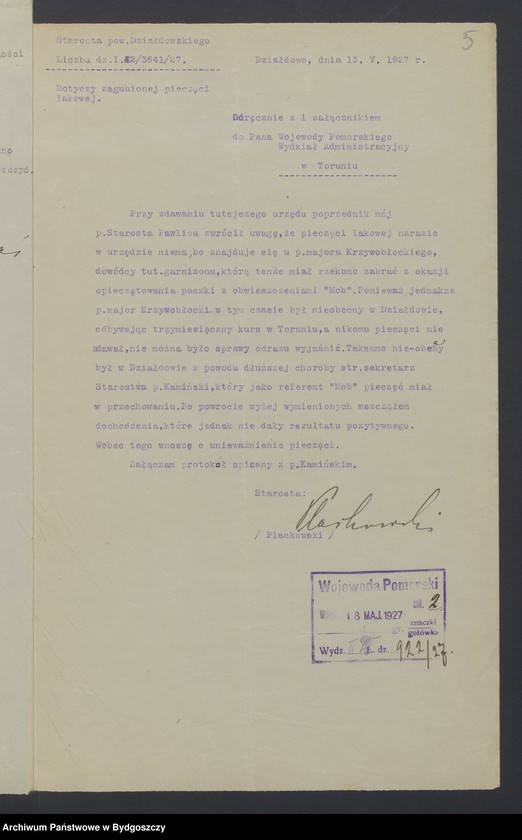 5
Starosta pow.Działdowskiego
Liczba dz.I.42/3641/27.
Działdowo, dnia 13. V. 1927 r.
Dotyczy zagubionej pieczęci
lakowej.
Odręcznie z 1 załącznikiem
do Pana Wojewody Pomorskiego
Wydział Administracyjny
w Toruniu
Przy zdawaniu tutejszego urzędu poprzednik mój
p.Starosta Pawlica zwrócił uwagę,że pieczęci lakowej narazie
w urzędzie niema,bo znajduje się u p.majora Krzywobłockiego,
dowódcy tut.garnizonu,którą tenże miał rzekomo zabrać z okazji
opieczętowania paczki z obwieszczeniami "Mob".Ponieważ jednakże
p.major Krzywobłocki w tym czasie był nieobecny w Działdowie,
odbywając trzymiesięczny kurs w Toruniu,a nikomu pieczęci nie
zdawał,nie można było sprawy odrazu wyjaśnić.Taksamo nie-obcny
był w Działdowie z powodu dłuższej choroby str.sekretarz
Starostwa p.Kamiński,który jako referent "Mob" pieczęć miał
w przechowaniu.Po powrocie wyżej wymienionych wszcząłem
dochodzenia,które jednak nie dały rezultatu pozytywnego.
Wobec tego wnoszę o unieważnienie pieczęci.
Załączam protokół spisany z p.Kamińskim.
Starosta:
Plackowski
/ Plackowski /
Wojewoda Pomorski
18 MAJ.1927 zał. 2
znaczki
gotówka
Wydz. L. dz. 922/27.
Archiwum Państwowe w Bydgoszczy